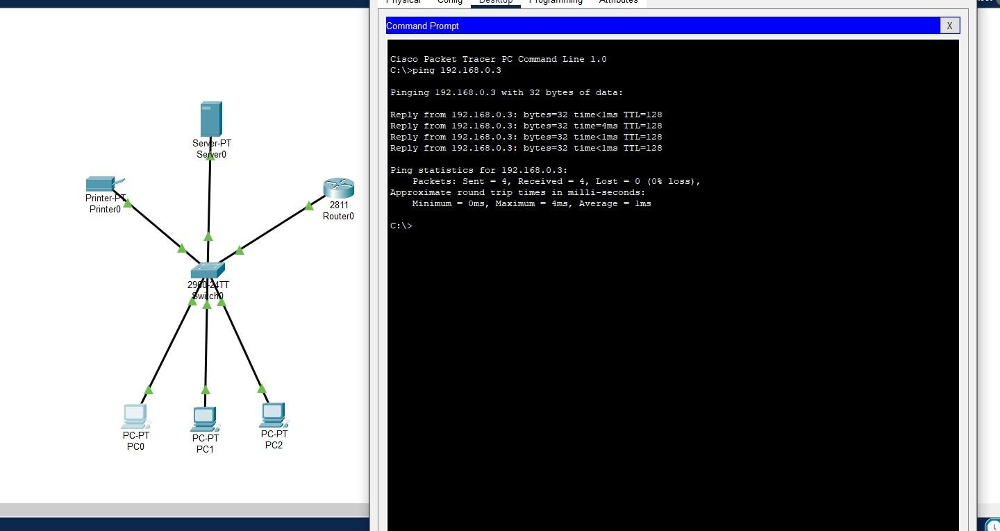 Physical Config Desktop Programming Attributes
Command Prompt
X
Cisco Packet Tracer PC Command Line 1.0
C:\>ping 192.168.0.3
Pinging 192.168.0.3 with 32 bytes of data:
Reply from 192.168.0.3: bytes=32 time<1ms TTL=128
Reply from 192.168.0.3: bytes=32 time=4ms TTL=128
Reply from 192.168.0.3: bytes=32 time<1ms TTL=128
Reply from 192.168.0.3: bytes=32 time<1ms TTL=128
Ping statistics for 192.168.0.3:
Packets: Sent = 4, Received = 4, Lost = 0 (0% loss),
Approximate round trip times in milli-seconds:
Minimum = 0ms, Maximum = 4ms, Average = 1ms
C:\>
Server-PT
Server0
Printer-PT
Printer0
2811
Router0
2960-24TT
Switch0
PC-PT
PC0
PC-PT
PC1
PC-PT
PC2